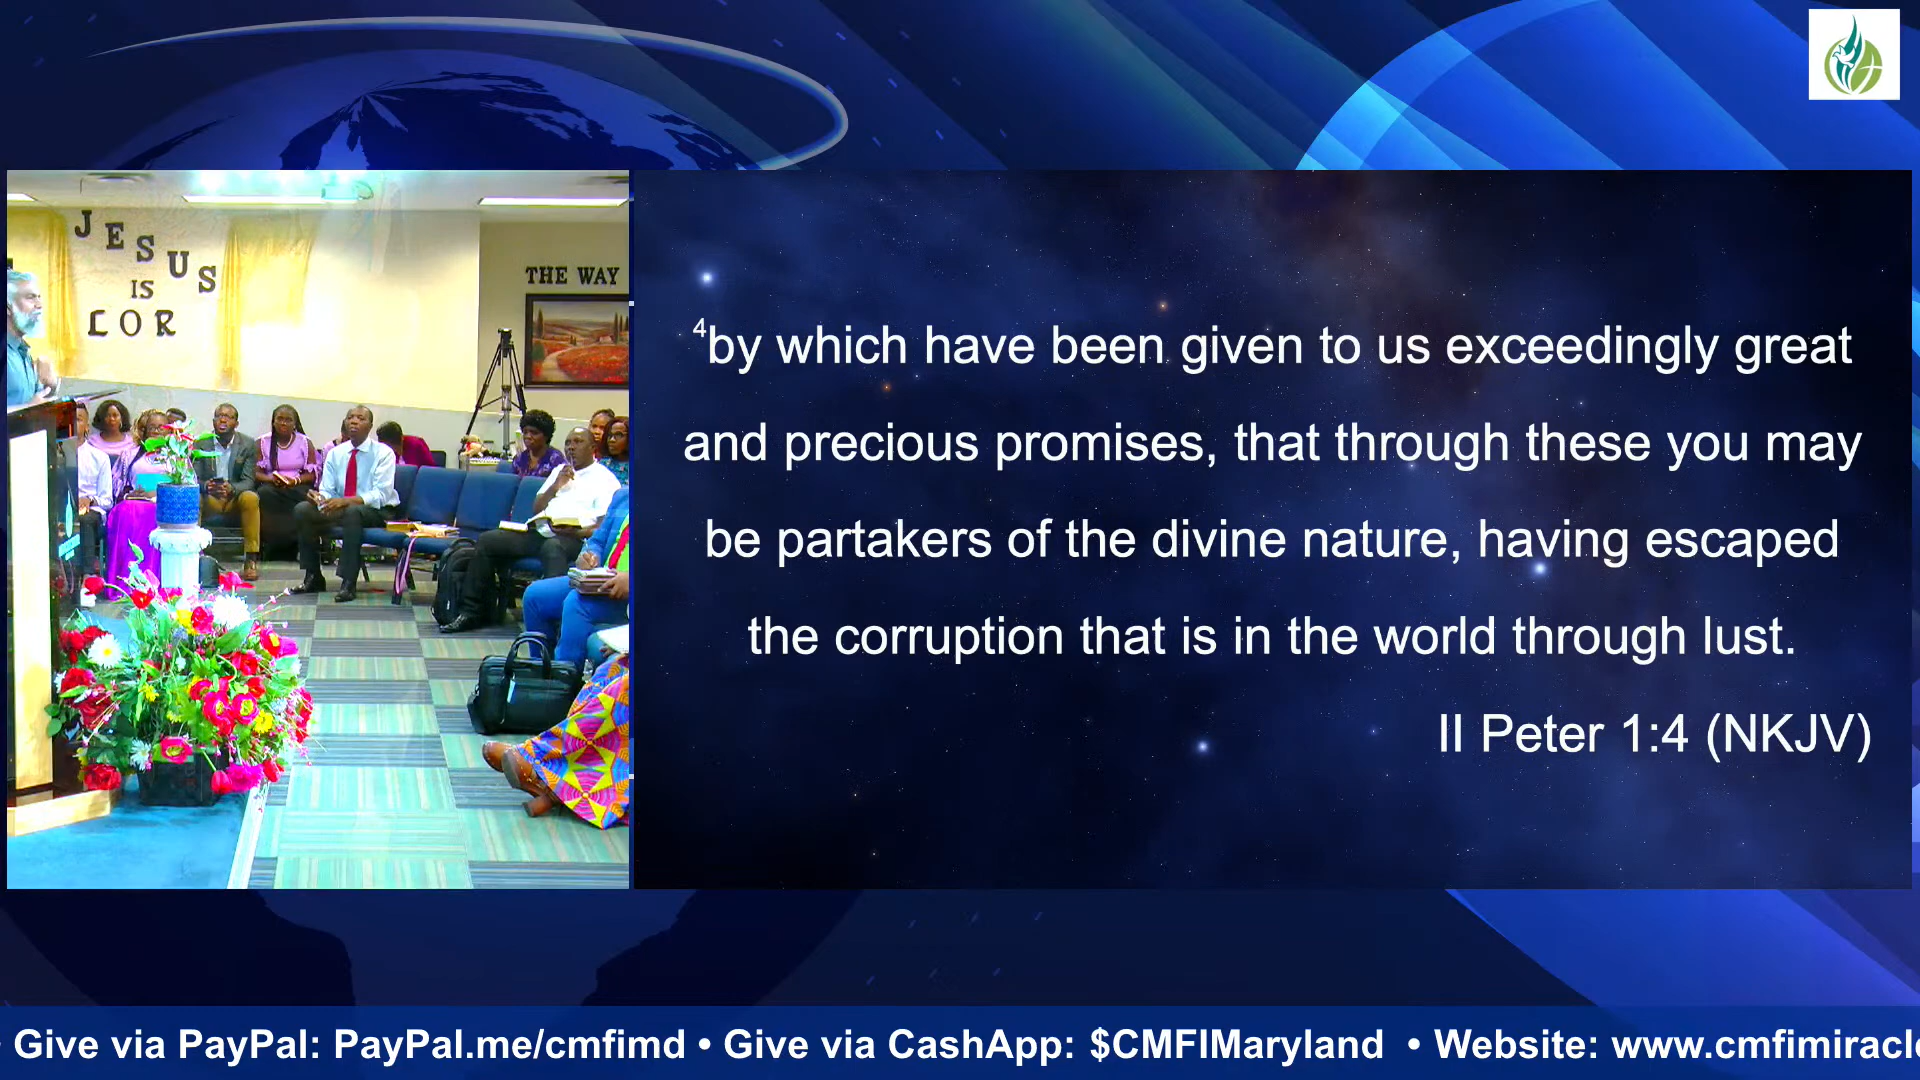 JESUS
IS
LOR
THE WAY
⁴by which have been given to us exceedingly great
and precious promises, that through these you may
be partakers of the divine nature, having escaped
the corruption that is in the world through lust.
II Peter 1:4 (NKJV)
Give via PayPal: PayPal.me/cmfimd • Give via CashApp: $CMFIMaryland • Website: www.cmfimiracle